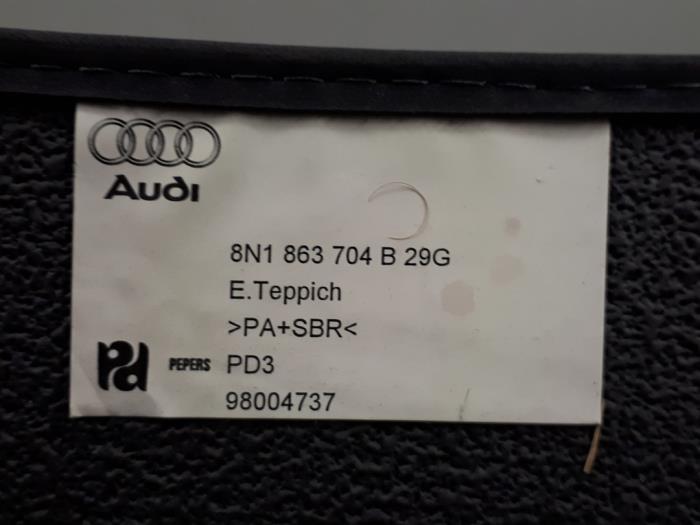 Audi
8N1 863 704 B 29G
E.Teppich
>PA+SBR<
pd PEPERS PD3
98004737